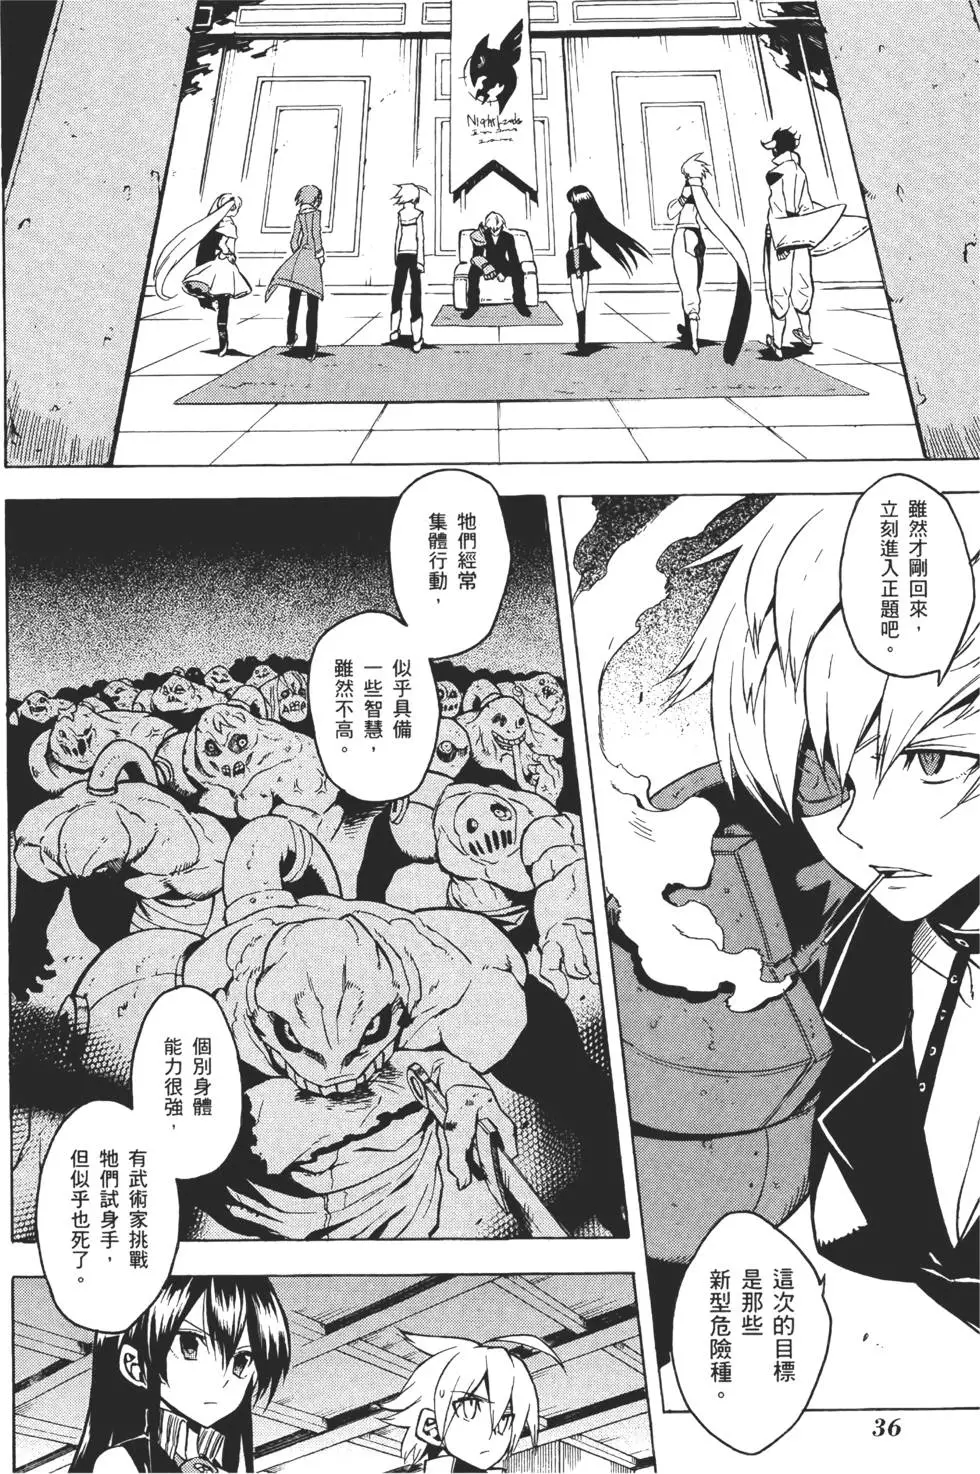 Night
雖然才剛回來，
立刻進入正題吧。
這次的目標
是那些
新型危險種。
牠們經常
集體行動，
似乎具備
一些智慧，
雖然不高。
個別身體
能力很強，
有武術家挑戰
牠們試身手，
但似乎也死了。
36